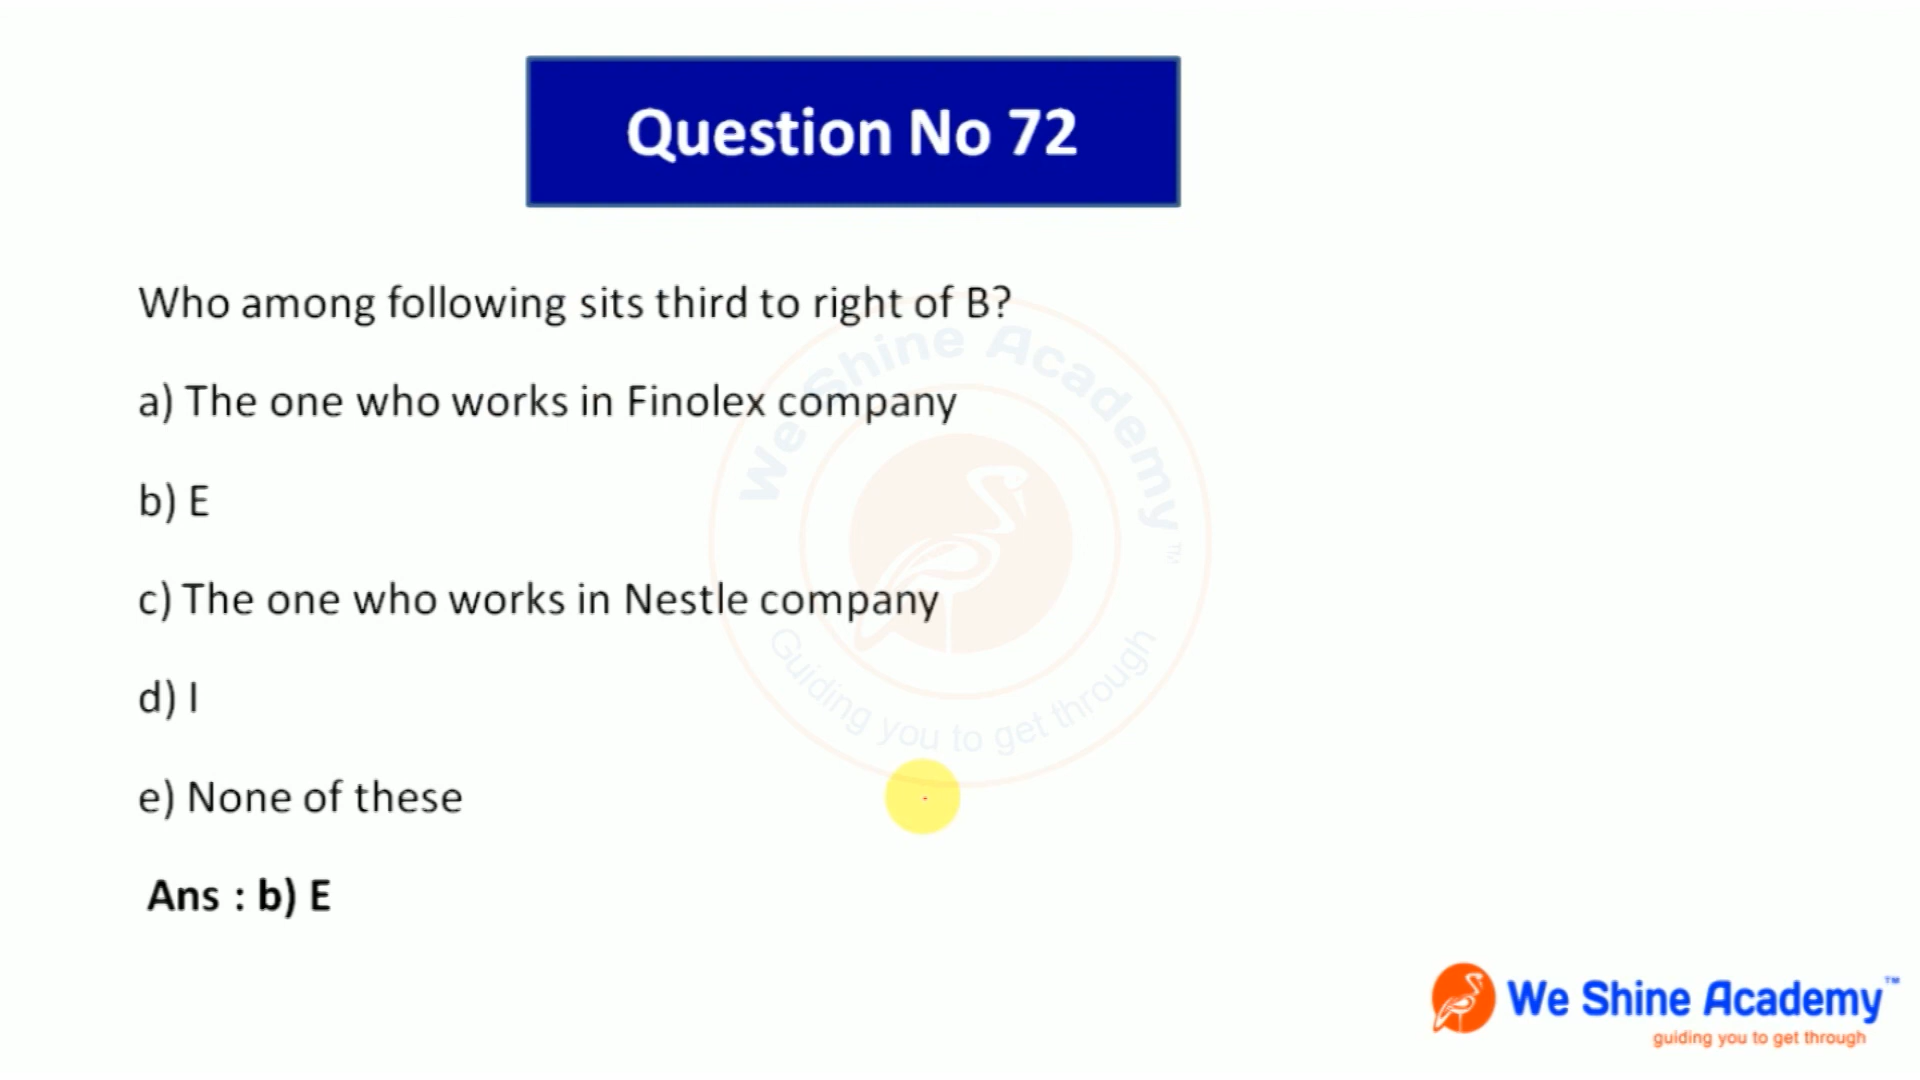 Question No 72
Who among following sits third to right of B?
a) The one who works in Finolex company
b) E
c) The one who works in Nestle company
d) I
e) None of these
Ans : b) E
We Shine Academy™
Guiding you to get through
We Shine Academy™
guiding you to get through